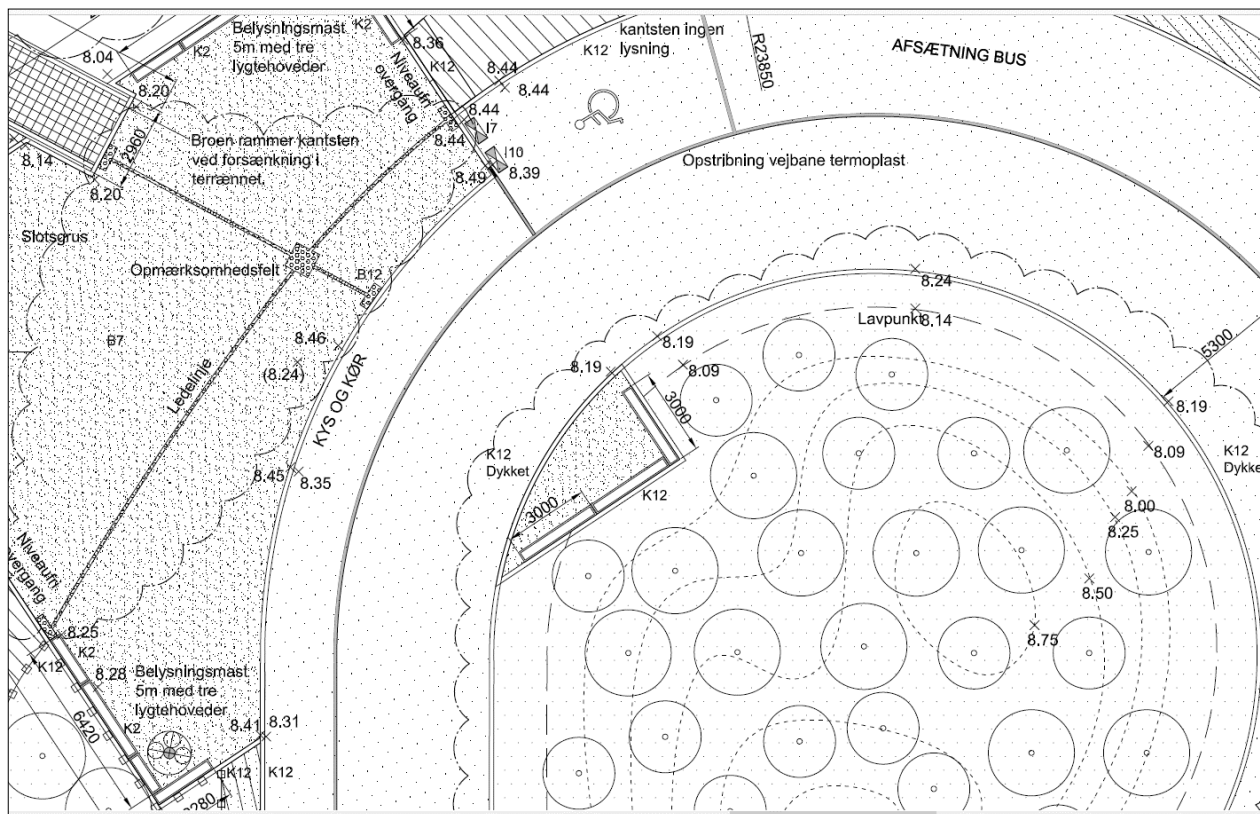 Belysningsmast
5m med tre
lygtehoveder
K2
K2
8.04
8.20
8.36
K12
Niveaufri
overgang
8.44
8.44
8.44
8.44
I7
I10
8.49
8.39
kantsten ingen
K12 lysning
R23850
AFSÆTNING BUS
2960
Broen rammer kantsten
ved forsænkning i
terrænnet.
8.14
8.20
Opstribning vejbane termoplast
Slotsgrus
Opmærksomhedsfelt
B12
8.24
Lavpunkt
8.14
B7
8.46
(8.24)
Ledelinje
KYS OG KØR
8.19
8.19
8.09
3000
5300
8.19
8.09
8.45
8.35
K12
Dykket
K12
3000
K12
8.00
8.25
8.50
8.75
Niveaufri
overgang
8.25
K2
K12
8.28
Belysningsmast
5m med tre
lygtehoveder
K2
6420
8.41
8.31
K12
K12